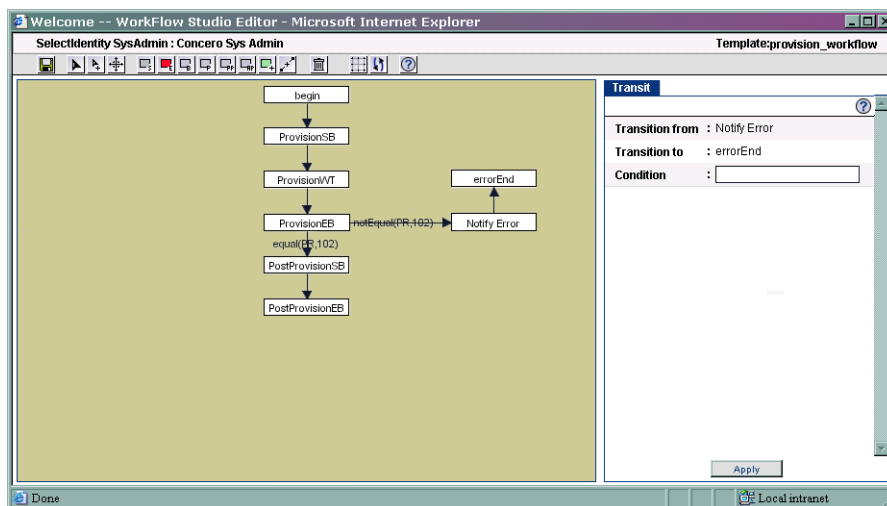 Welcome -- WorkFlow Studio Editor - Microsoft Internet Explorer
SelectIdentity SysAdmin : Concero Sys Admin
Template:provision_workflow
begin
ProvisionSB
ProvisionWT
ProvisionEB
notEqual(PR,102)
Notify Error
errorEnd
equal(PR,102)
PostProvisionSB
PostProvisionEB
Transit
Transition from : Notify Error
Transition to : errorEnd
Condition :
Apply
Done
Local intranet